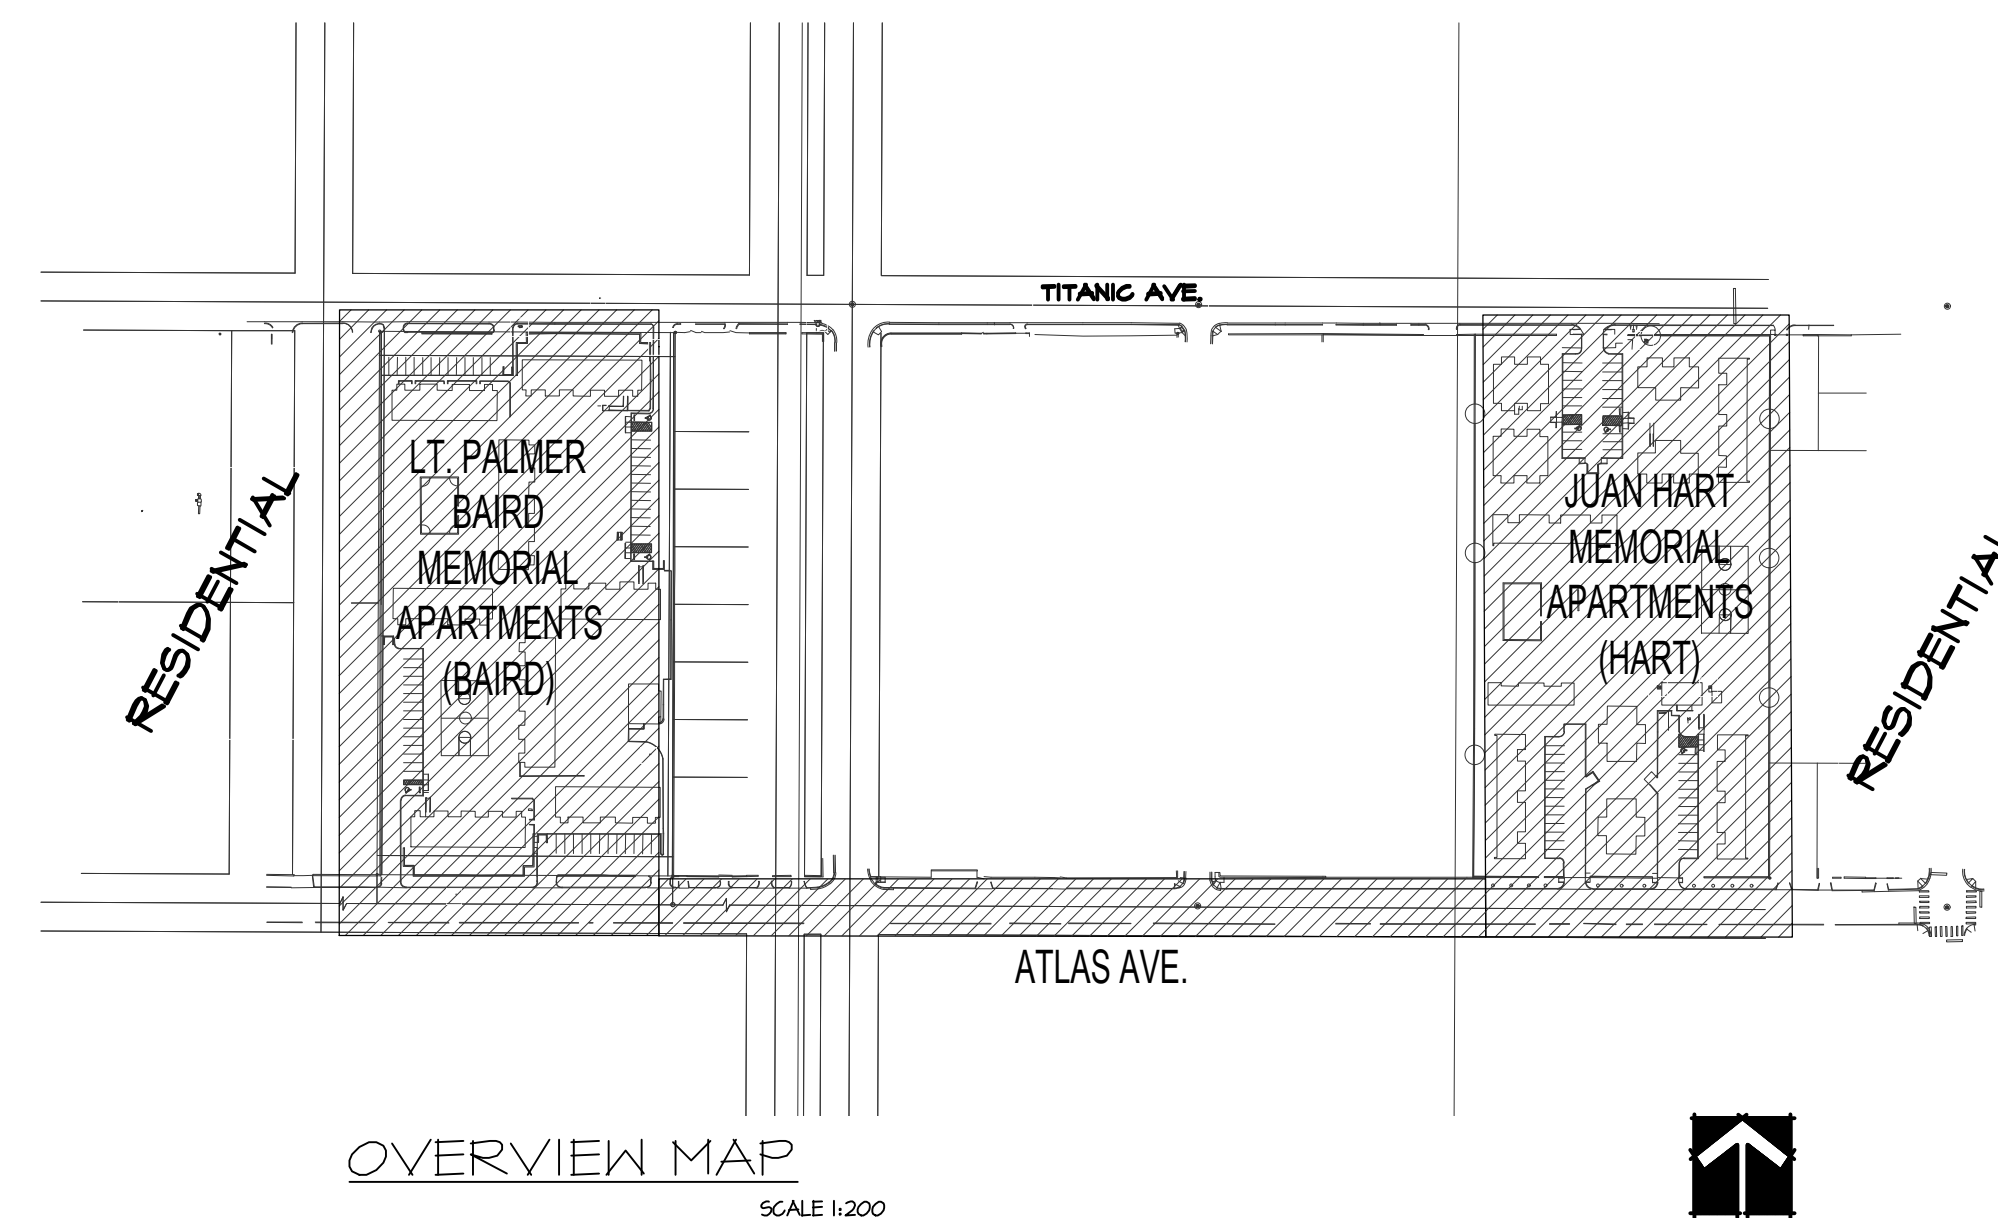 TITANIC AVE.
LT. PALMER
BAIRD
MEMORIAL
APARTMENTS
(BAIRD)
JUAN HART
MEMORIAL
APARTMENTS
(HART)
RESIDENTIAL
RESIDENTIAL
ATLAS AVE.
OVERVIEW MAP
SCALE 1:200